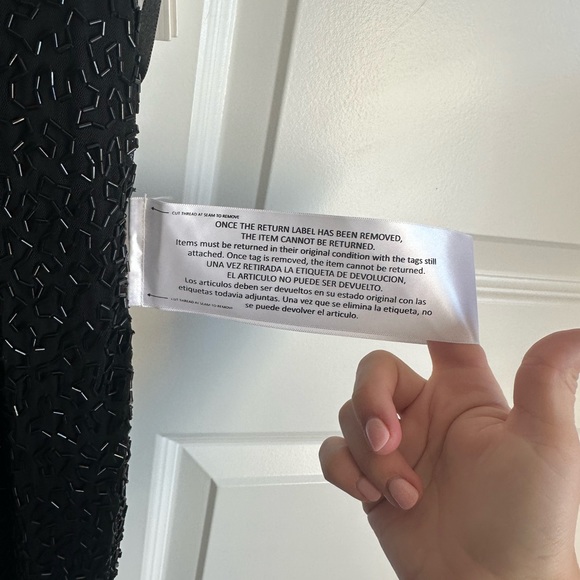 CUT THREAD AT SEAM TO REMOVE
ONCE THE RETURN LABEL HAS BEEN REMOVED,
THE ITEM CANNOT BE RETURNED.
Items must be returned in their original condition with the tags still
attached. Once tag is removed, the item cannot be returned.
UNA VEZ RETIRADA LA ETIQUETA DE DEVOLUCION,
EL ARTICULO NO PUEDE SER DEVUELTO.
Los articulos deben ser devueltos en su estado original con las
etiquetas todavia adjuntas. Una vez que se elimina la etiqueta, no
CUT THREAD AT SEAM TO REMOVE
se puede devolver el articulo.